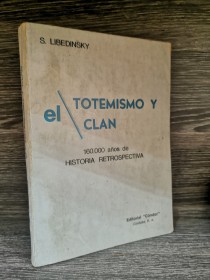 S. LIBEDINSKY
el TOTEMISMO Y
CLAN
160.000 años de
HISTORIA RETROSPECTIVA
Editorial